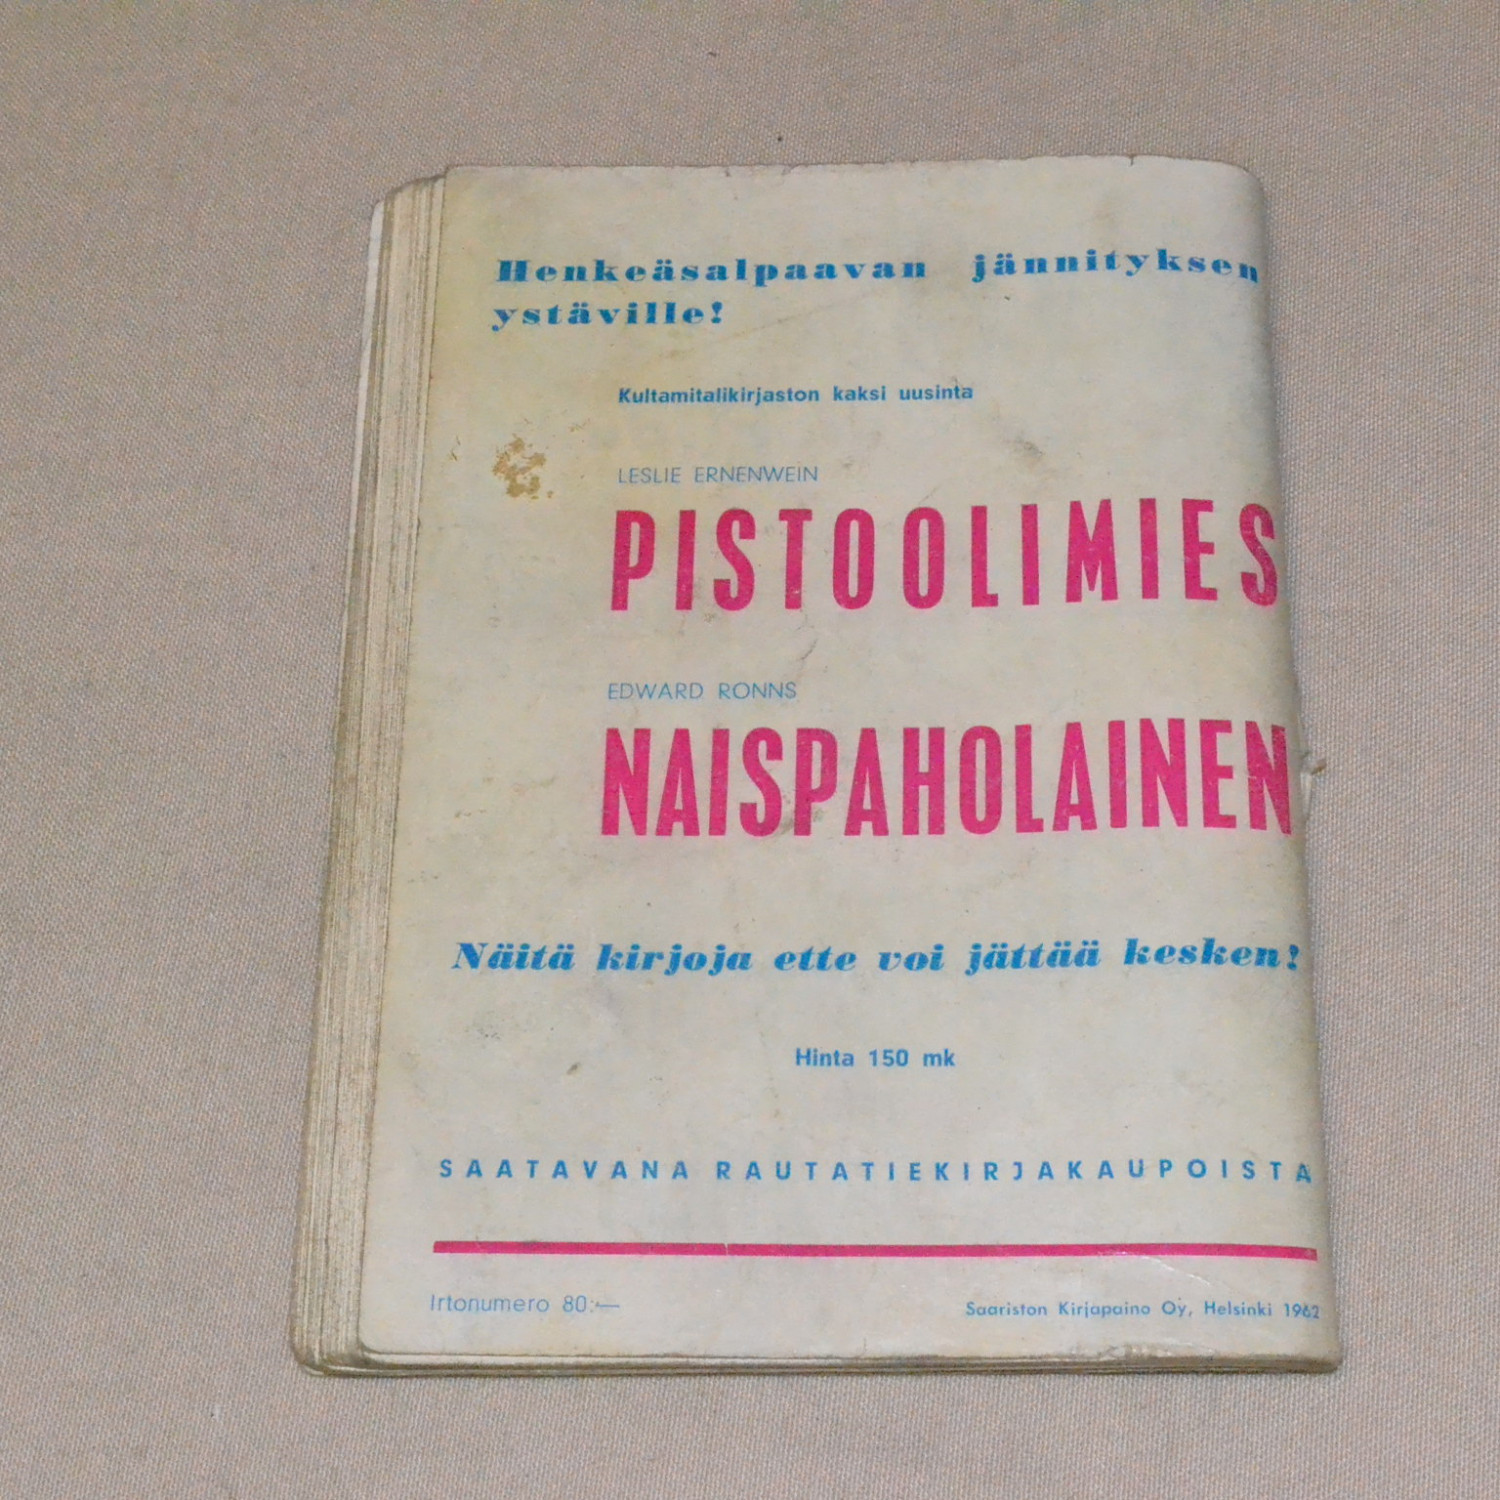 Henkeäsalpaavan jännityksen
ystäville!
Kultamitalikirjaston kaksi uusinta
LESLIE ERNENWEIN
PISTOOLIMIES
EDWARD RONNS
NAISPAHOLAINEN
Näitä kirjoja ette voi jättää kesken!
Hinta 150 mk
SAATAVANA RAUTATIEKIRJAKAUPOISTA
Irtonumero 80:—
Saariston Kirjapaino Oy, Helsinki 1962